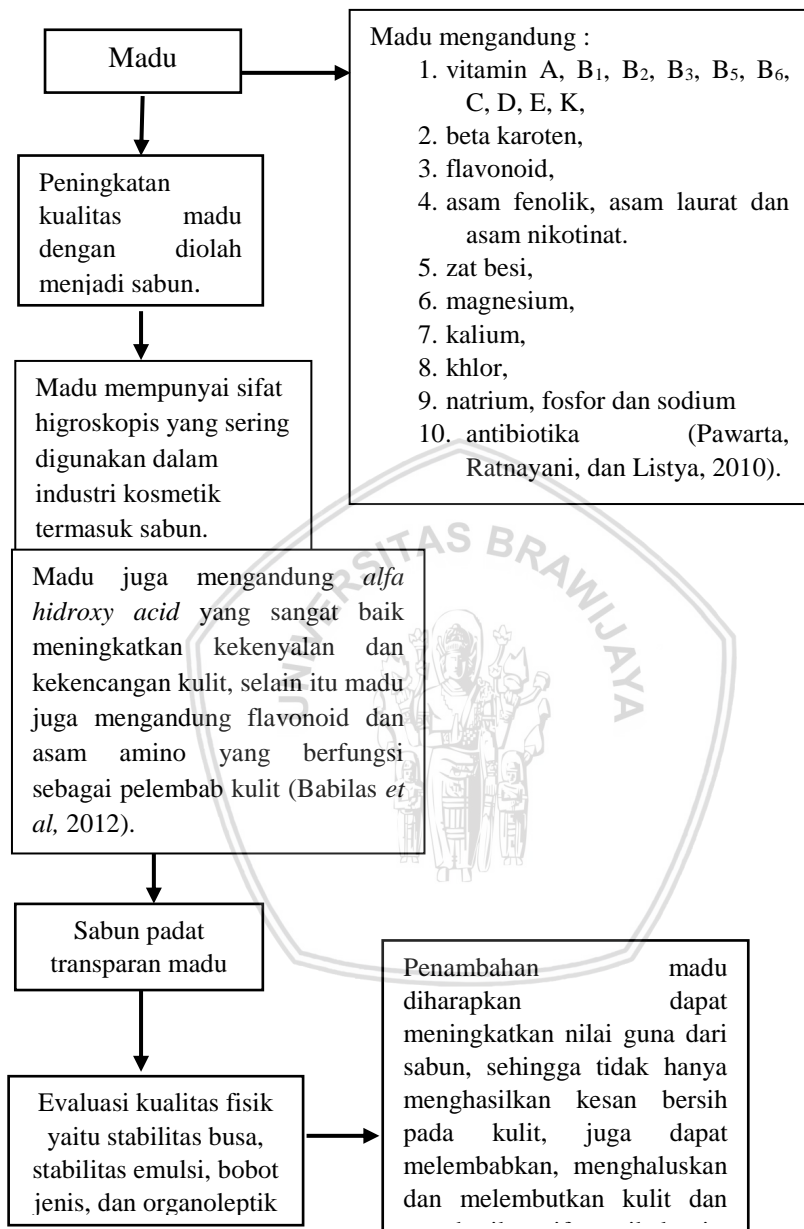 Madu
Madu mengandung :
1. vitamin A, B₁, B₂, B₃, B₅, B₆,
C, D, E, K,
2. beta karoten,
3. flavonoid,
4. asam fenolik, asam laurat dan
asam nikotinat.
5. zat besi,
6. magnesium,
7. kalium,
8. khlor,
9. natrium, fosfor dan sodium
10. antibiotika (Pawarta,
Ratnayani, dan Listya, 2010).
Peningkatan
kualitas madu
dengan diolah
menjadi sabun.
Madu mempunyai sifat
higroskopis yang sering
digunakan dalam
industri kosmetik
termasuk sabun.
Madu juga mengandung alfa
hidroxy acid yang sangat baik
meningkatkan kekenyalan dan
kekencangan kulit, selain itu madu
juga mengandung flavonoid dan
asam amino yang berfungsi
sebagai pelembab kulit (Babilas et
al, 2012).
Sabun padat
transparan madu
Evaluasi kualitas fisik
yaitu stabilitas busa,
stabilitas emulsi, bobot
jenis, dan organoleptik
Penambahan madu
diharapkan dapat
meningkatkan nilai guna dari
sabun, sehingga tidak hanya
menghasilkan kesan bersih
pada kulit, juga dapat
melembabkan, menghaluskan
dan melembutkan kulit dan
UNIVERSITAS BRAWIJAYA